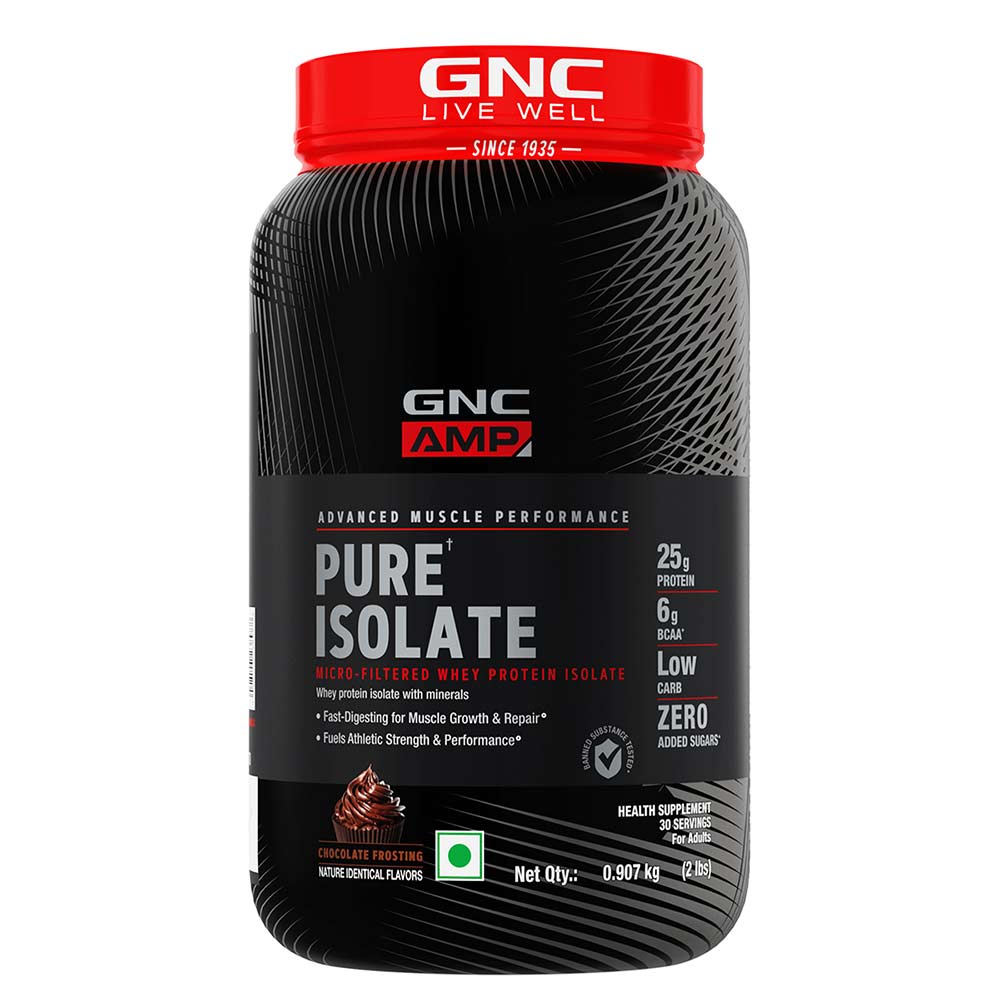 GNC
LIVE WELL
SINCE 1935
GNC
AMP
ADVANCED MUSCLE PERFORMANCE
PURE†
ISOLATE
MICRO-FILTERED WHEY PROTEIN ISOLATE
Whey protein isolate with minerals
• Fast-Digesting for Muscle Growth & Repair°
• Fuels Athletic Strength & Performance°
25g
PROTEIN
6g
BCAA*
Low
CARB
ZERO
ADDED SUGARS*
BANNED SUBSTANCE TESTED
HEALTH SUPPLEMENT
30 SERVINGS
For Adults
CHOCOLATE FROSTING
NATURE IDENTICAL FLAVORS
Net Qty.: 0.907 kg (2 lbs)